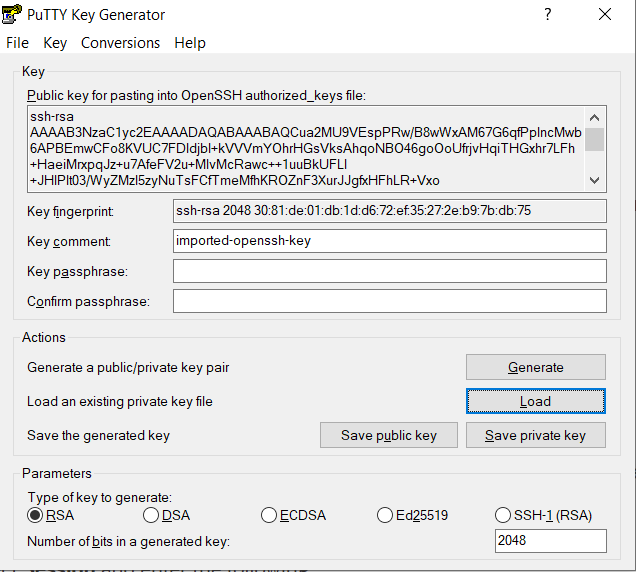 PuTTY Key Generator
File Key Conversions Help
Key
Public key for pasting into OpenSSH authorized_keys file:
ssh-rsa
AAAAB3NzaC1yc2EAAAADAQABAAABAQCua2MU9VEspPRw/B8wWxAM67G6qfPpIncMwb
6APBEmwCFo8KVUC7FDIdjbI+kVVVmYOhrHGsVksAhqoNBO46goOoUfrjvHqiTHGxhr7LFh
+HaeiMrxpqJz+u7AfeFV2u+MIvMcRawc++1uuBkUFLI
+JHIPIt03/WyZMzl5zyNuTsFCfTmeMfhKROZnF3XurJJgfxHFhLR+Vxo
Key fingerprint: ssh-rsa 2048 30:81:de:01:db:1d:d6:72:ef:35:27:2e:b9:7b:db:75
Key comment: imported-openssh-key
Key passphrase:
Confirm passphrase:
Actions
Generate a public/private key pair Generate
Load an existing private key file Load
Save the generated key Save public key Save private key
Parameters
Type of key to generate:
RSA DSA ECDSA Ed25519 SSH-1 (RSA)
Number of bits in a generated key: 2048